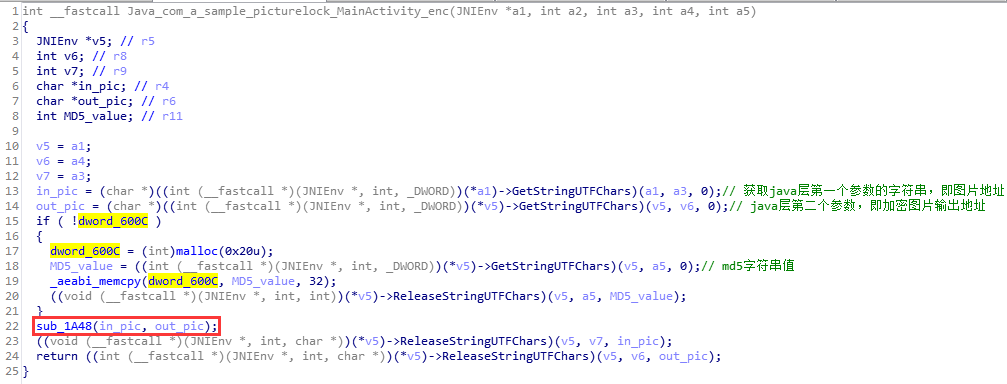 1 int __fastcall Java_com_a_sample_picturelock_MainActivity_enc(JNIEnv *a1, int a2, int a3, int a4, int a5)
2 {
3 JNIEnv *v5; // r5
4 int v6; // r8
5 int v7; // r9
6 char *in_pic; // r4
7 char *out_pic; // r6
8 int MD5_value; // r11
9
10 v5 = a1;
11 v6 = a4;
12 v7 = a3;
13 in_pic = (char *)((int (__fastcall *)(JNIEnv *, int, _DWORD))(*a1)->GetStringUTFChars)(a1, a3, 0);// 获取java层第一个参数的字符串，即图片地址
14 out_pic = (char *)((int (__fastcall *)(JNIEnv *, int, _DWORD))(*v5)->GetStringUTFChars)(v5, v6, 0);// java层第二个参数，即加密图片输出地址
15 if ( !dword_600C )
16 {
17 dword_600C = (int)malloc(0x20u);
18 MD5_value = ((int (__fastcall *)(JNIEnv *, int, _DWORD))(*v5)->GetStringUTFChars)(v5, a5, 0);// md5字符串值
19 _aeabi_memcpy(dword_600C, MD5_value, 32);
20 ((void (__fastcall *)(JNIEnv *, int, int))(*v5)->ReleaseStringUTFChars)(v5, a5, MD5_value);
21 }
22 sub_1A48(in_pic, out_pic);
23 ((void (__fastcall *)(JNIEnv *, int, char *))(*v5)->ReleaseStringUTFChars)(v5, v7, in_pic);
24 return ((int (__fastcall *)(JNIEnv *, int, char *))(*v5)->ReleaseStringUTFChars)(v5, v6, out_pic);
25 }